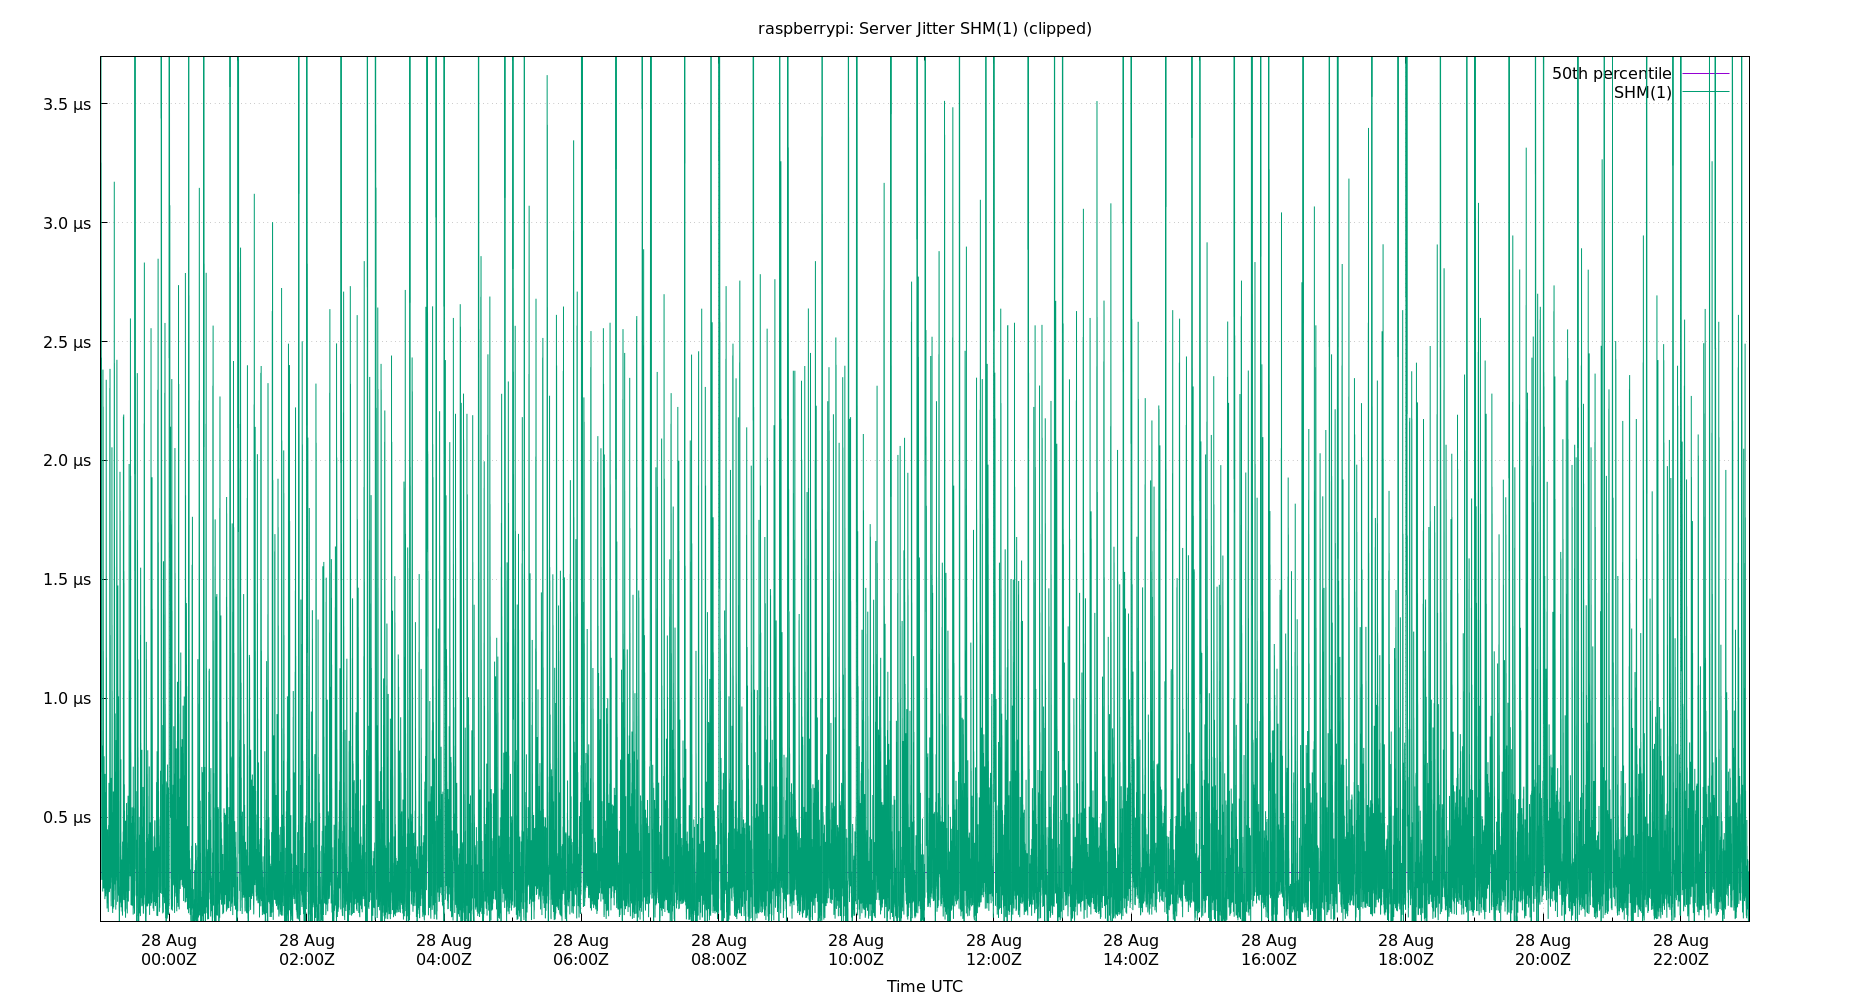 raspberrypi: Server Jitter SHM(1) (clipped)
50th percentile
SHM(1)
3.5 µs
3.0 µs
2.5 µs
2.0 µs
1.5 µs
1.0 µs
0.5 µs
28 Aug 28 Aug 28 Aug 28 Aug 28 Aug 28 Aug 28 Aug 28 Aug 28 Aug 28 Aug 28 Aug 28 Aug
00:00Z 02:00Z 04:00Z 06:00Z 08:00Z 10:00Z 12:00Z 14:00Z 16:00Z 18:00Z 20:00Z 22:00Z
Time UTC